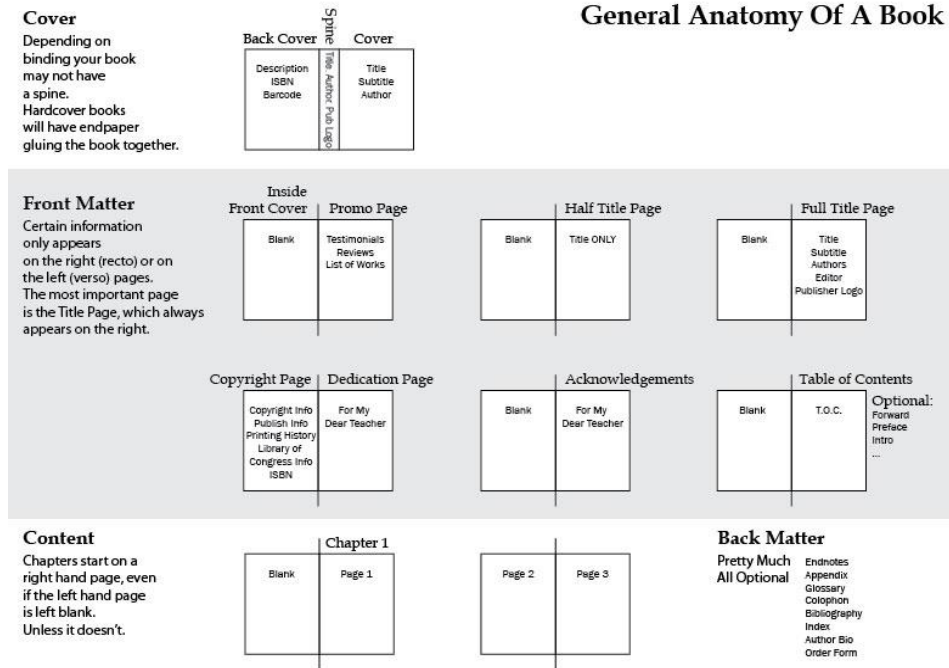 General Anatomy Of A Book
Cover
Depending on
binding your book
may not have
a spine.
Hardcover books
will have endpaper
gluing the book together.
Back Cover
Spine
Cover
Description
ISBN
Barcode
Title, Author, Pub Logo
Title
Subtitle
Author
Front Matter
Certain information
only appears
on the right (recto) or on
the left (verso) pages.
The most important page
is the Title Page, which always
appears on the right.
Inside
Front Cover
Promo Page
Blank
Testimonials
Reviews
List of Works
Half Title Page
Blank
Title ONLY
Full Title Page
Blank
Title
Subtitle
Authors
Editor
Publisher Logo
Copyright Page
Dedication Page
Copyright Info
Publish Info
Printing History
Library of
Congress Info
ISBN
For My
Dear Teacher
Acknowledgements
Blank
For My
Dear Teacher
Table of Contents
Blank
T.O.C.
Optional:
Forward
Preface
Intro
...
Content
Chapters start on a
right hand page, even
if the left hand page
is left blank.
Unless it doesn't.
Chapter 1
Blank
Page 1
Page 2
Page 3
Back Matter
Pretty Much
All Optional
Endnotes
Appendix
Glossary
Colophon
Bibliography
Index
Author Bio
Order Form